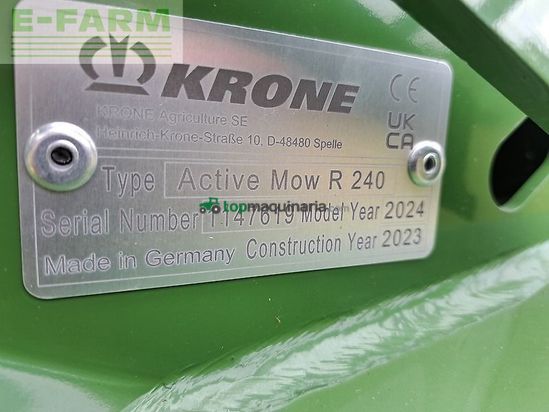 E-FARM
KRONE
KRONE Agriculture SE
Heinrich-Krone-Straße 10, D-48480 Spelle
CE
UK
CA
Type Active Mow R 240
Serial Number 1147619 Model Year 2024
topmaquinaria.com
Made in Germany Construction Year 2023